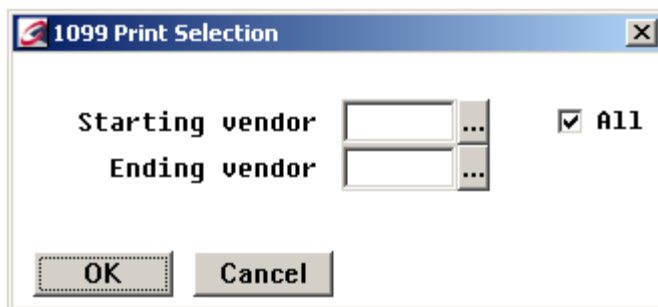 1099 Print Selection
Starting vendor ... All
Ending vendor ...
OK Cancel